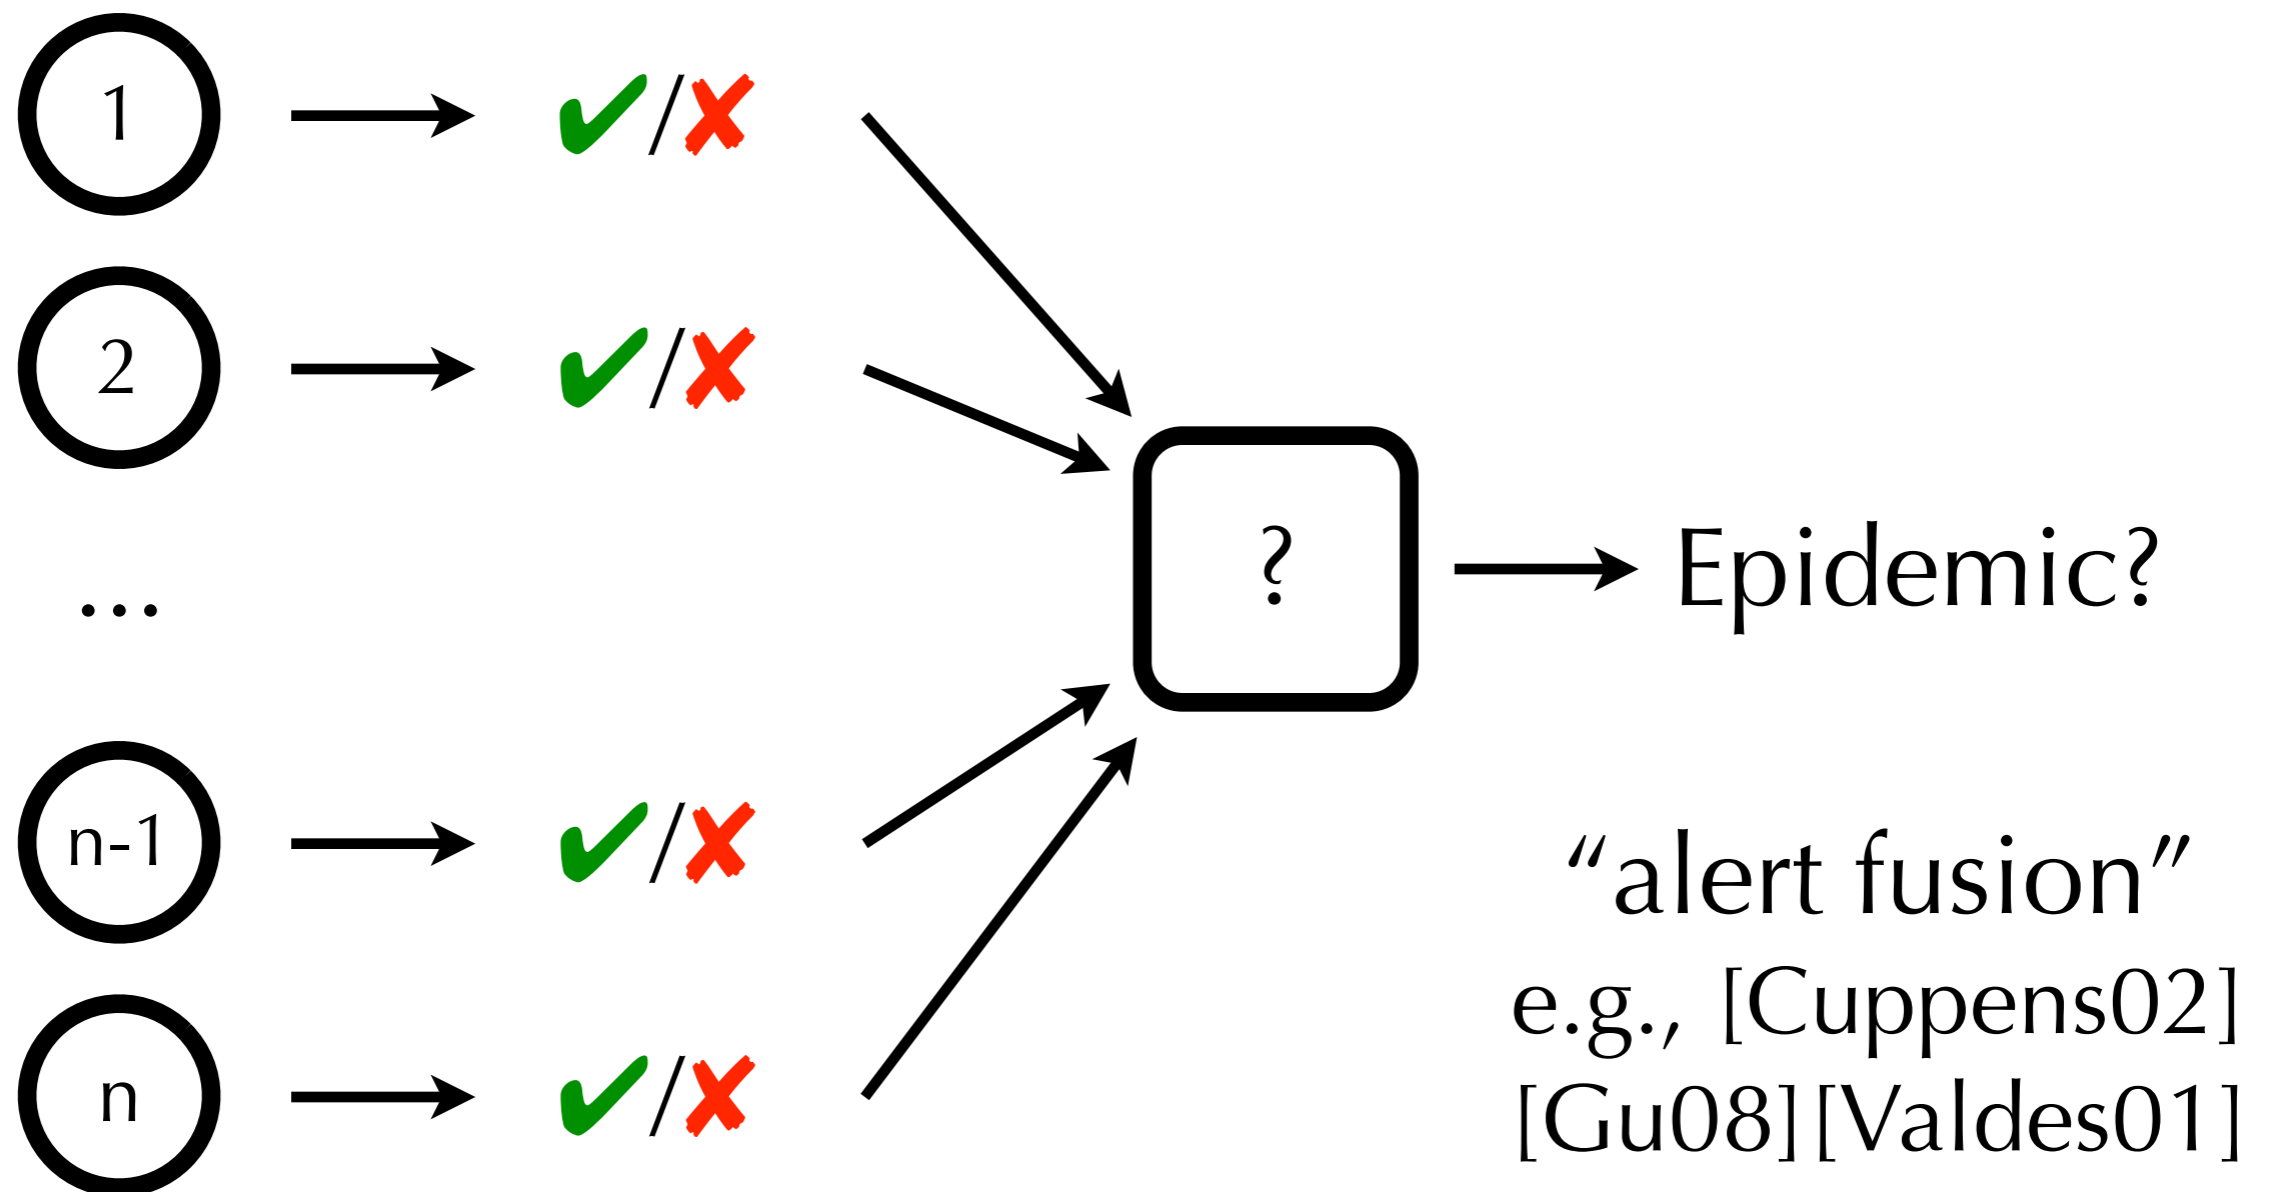 1
✔/✘
2
✔/✘
...
?
Epidemic?
n-1
✔/✘
n
✔/✘
“alert fusion”
e.g., [Cuppens02]
[Gu08][Valdes01]